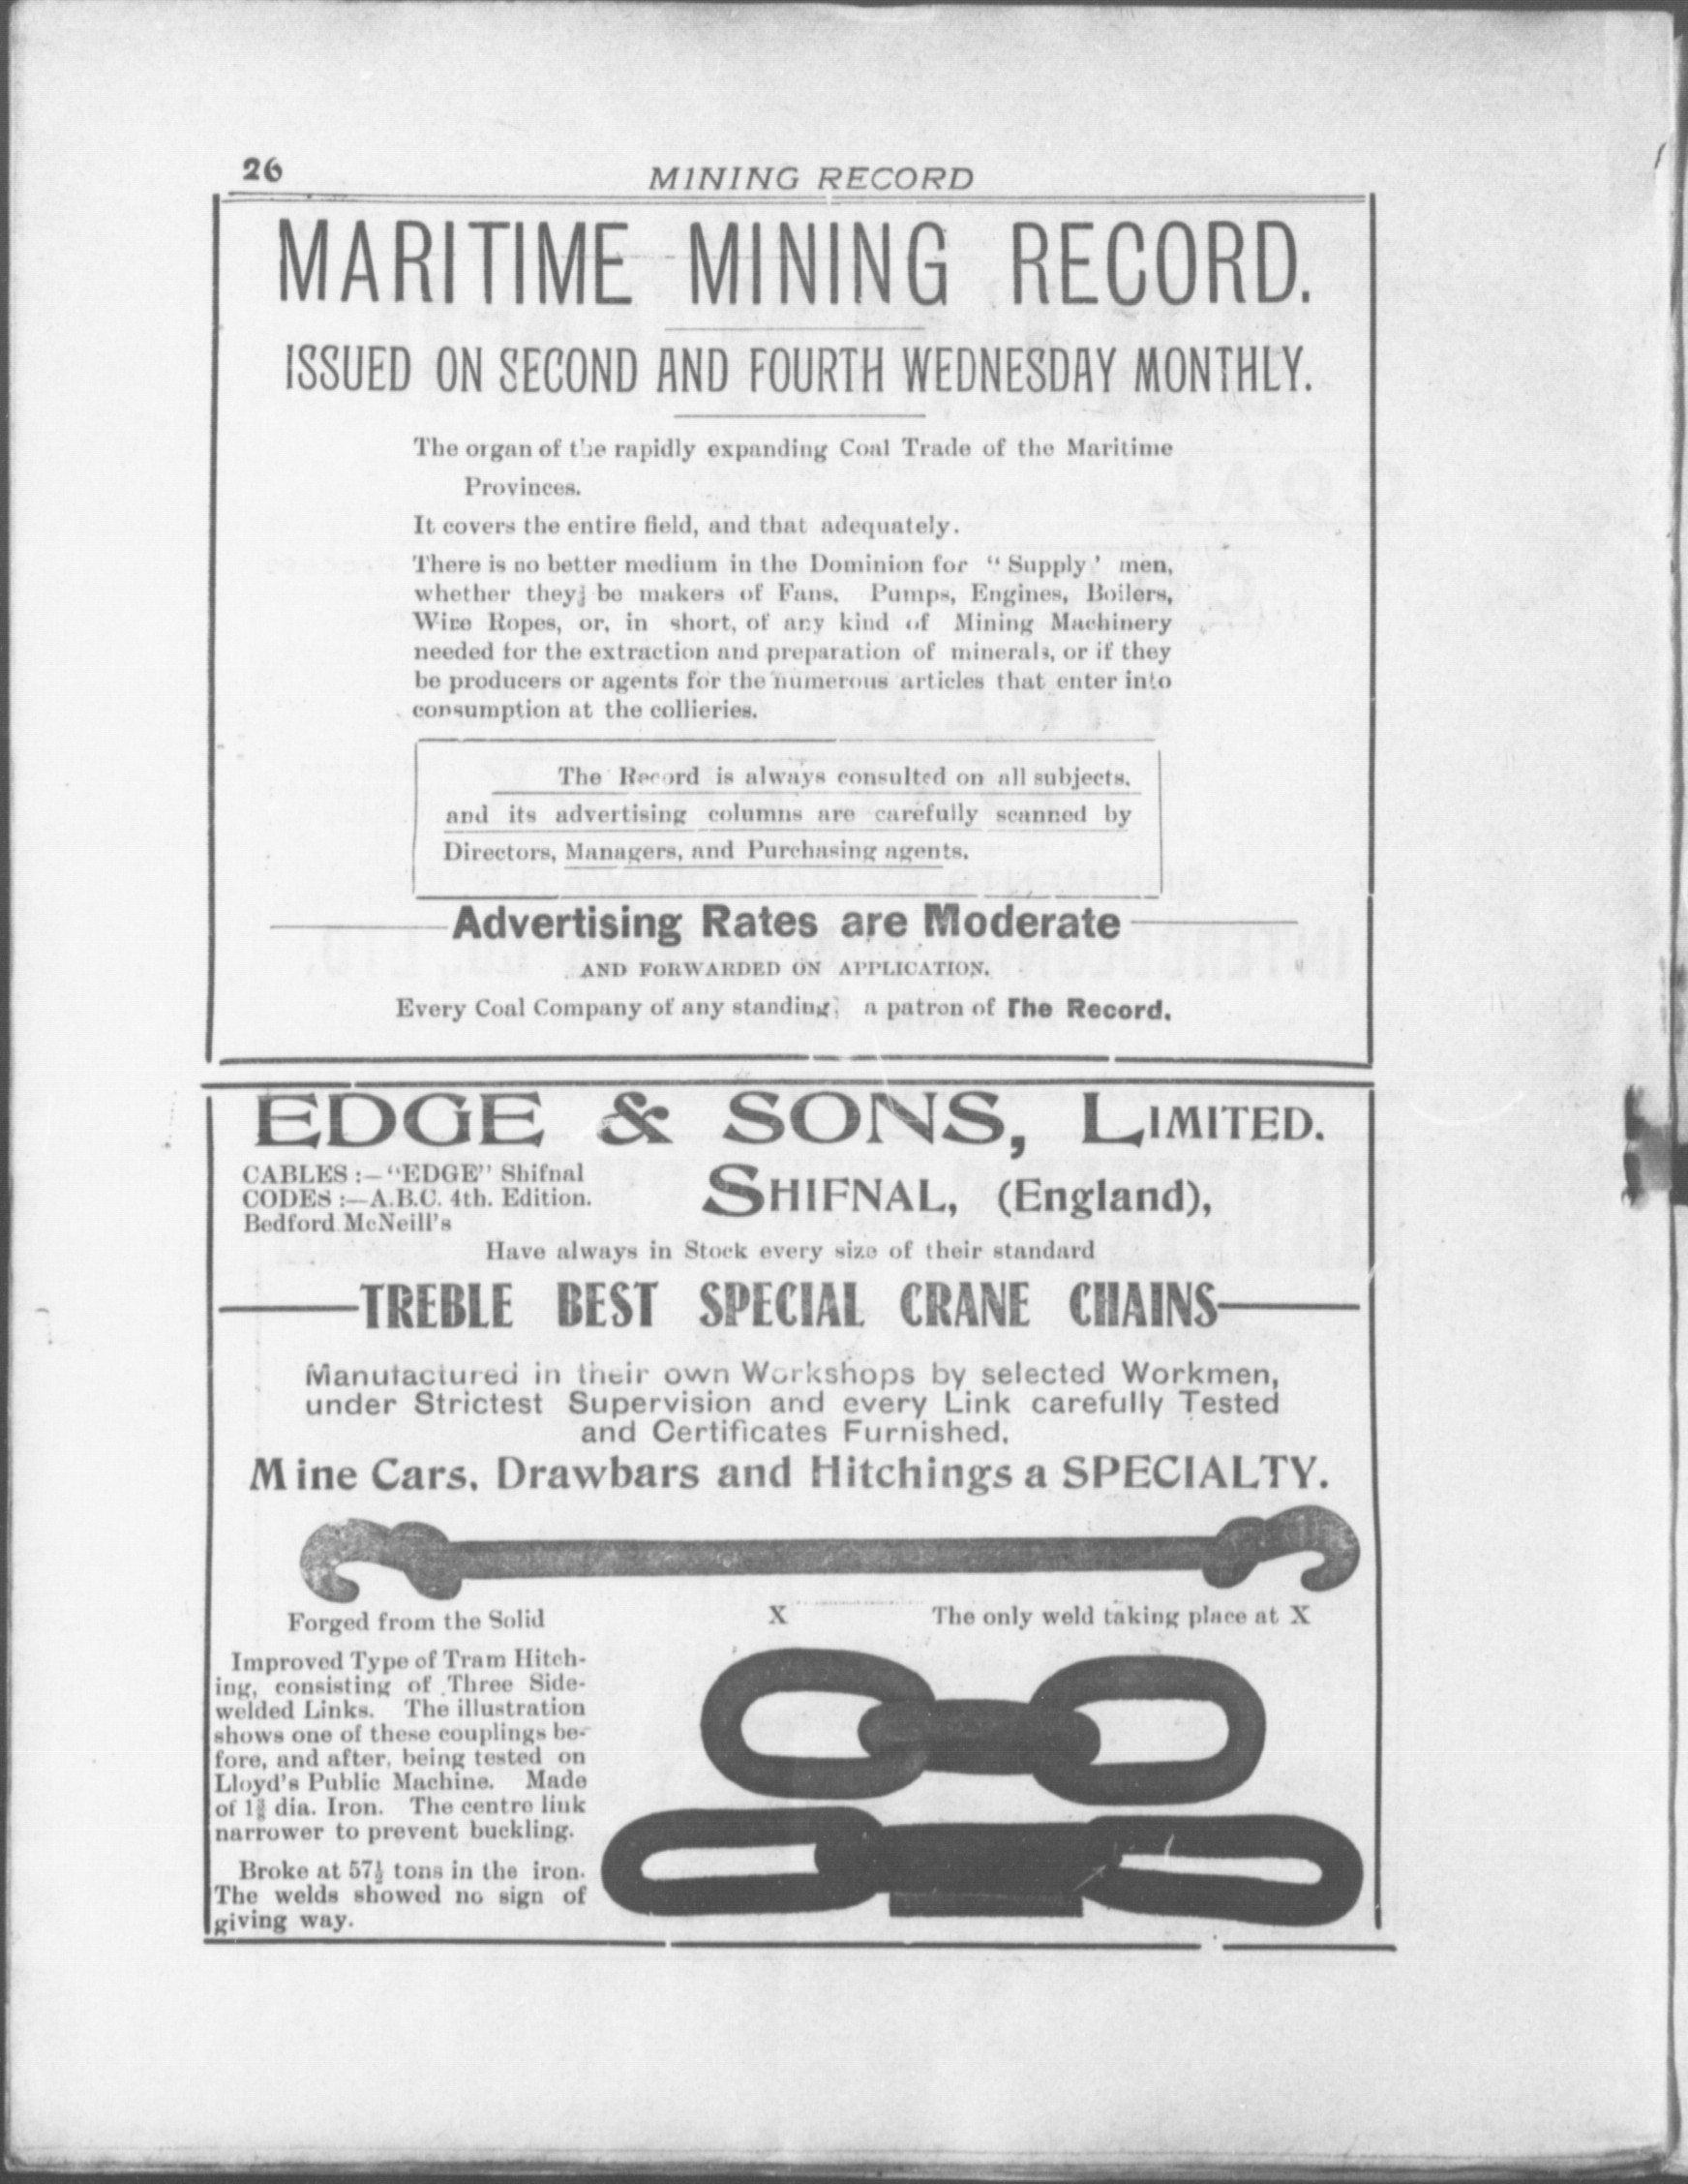 26
MINING RECORD
MARITIME MINING RECORD.
ISSUED ON SECOND AND FOURTH WEDNESDAY MONTHLY.
The organ of the rapidly expanding Coal Trade of the Maritime
Provinces.
It covers the entire field, and that adequately.
There is no better medium in the Dominion for "Supply' men,
whether they be makers of Fans, Pumps, Engines, Boilers,
Wire Ropes, or, in short, of any kind of Mining Machinery
needed for the extraction and preparation of minerals, or if they
be producers or agents for the numerous articles that enter into
consumption at the collieries.
The Record is always consulted on all subjects,
and its advertising columns are carefully scanned by
Directors, Managers, and Purchasing agents.
Advertising Rates are Moderate
AND FORWARDED ON APPLICATION.
Every Coal Company of any standing; a patron of The Record.
EDGE & SONS, LIMITED.
CABLES :—"EDGE" Shifnal
CODES :—A.B.C. 4th. Edition.
Bedford McNeill's
SHIFNAL, (England),
Have always in Stock every size of their standard
TREBLE BEST SPECIAL CRANE CHAINS
Manufactured in their own Workshops by selected Workmen,
under Strictest Supervision and every Link carefully Tested
and Certificates Furnished.
Mine Cars, Drawbars and Hitchings a SPECIALTY.
Forged from the Solid
X
The only weld taking place at X
Improved Type of Tram Hitch-
ing, consisting of Three Side-
welded Links. The illustration
shows one of these couplings be-
fore, and after, being tested on
Lloyd's Public Machine. Made
of 1⅜ dia. Iron. The centre link
narrower to prevent buckling.
Broke at 57½ tons in the iron.
The welds showed no sign of
giving way.